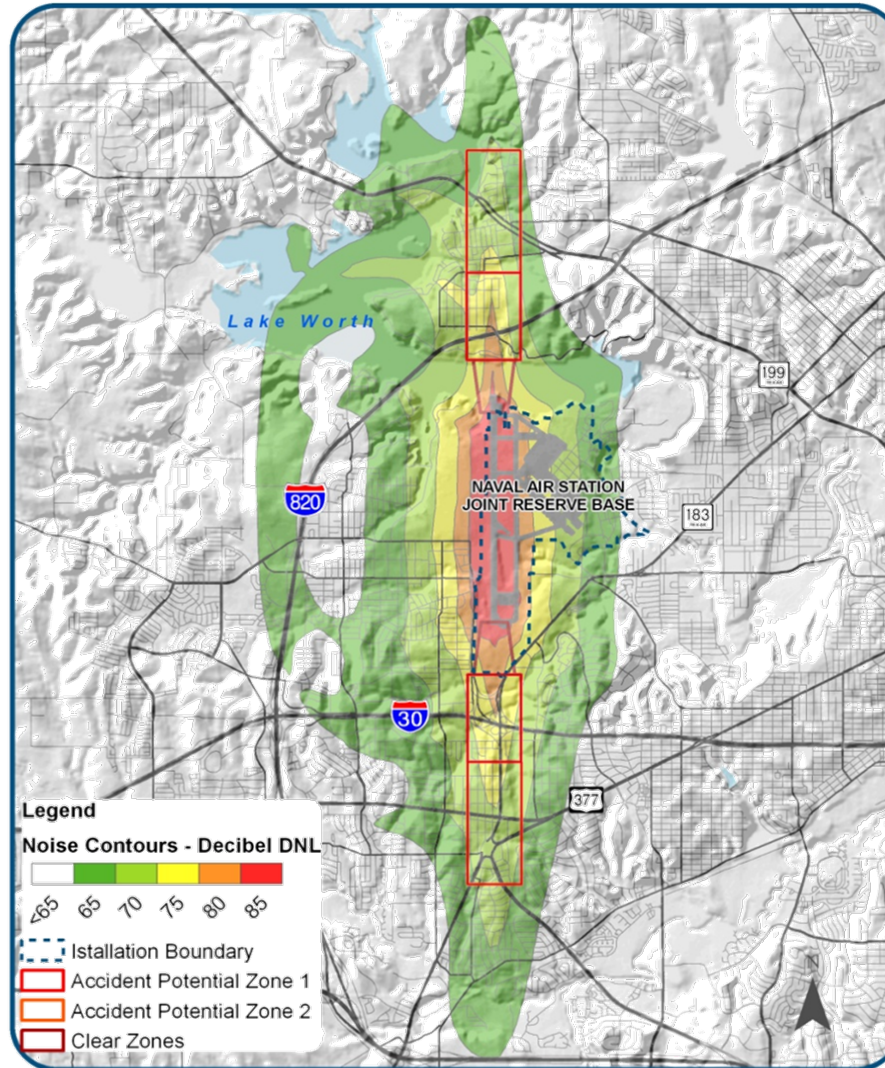 Lake Worth
199
NAVAL AIR STATION
JOINT RESERVE BASE
820
183
30
377
Legend
Noise Contours - Decibel DNL
<65 65 70 75 80 85
Istallation Boundary
Accident Potential Zone 1
Accident Potential Zone 2
Clear Zones
N